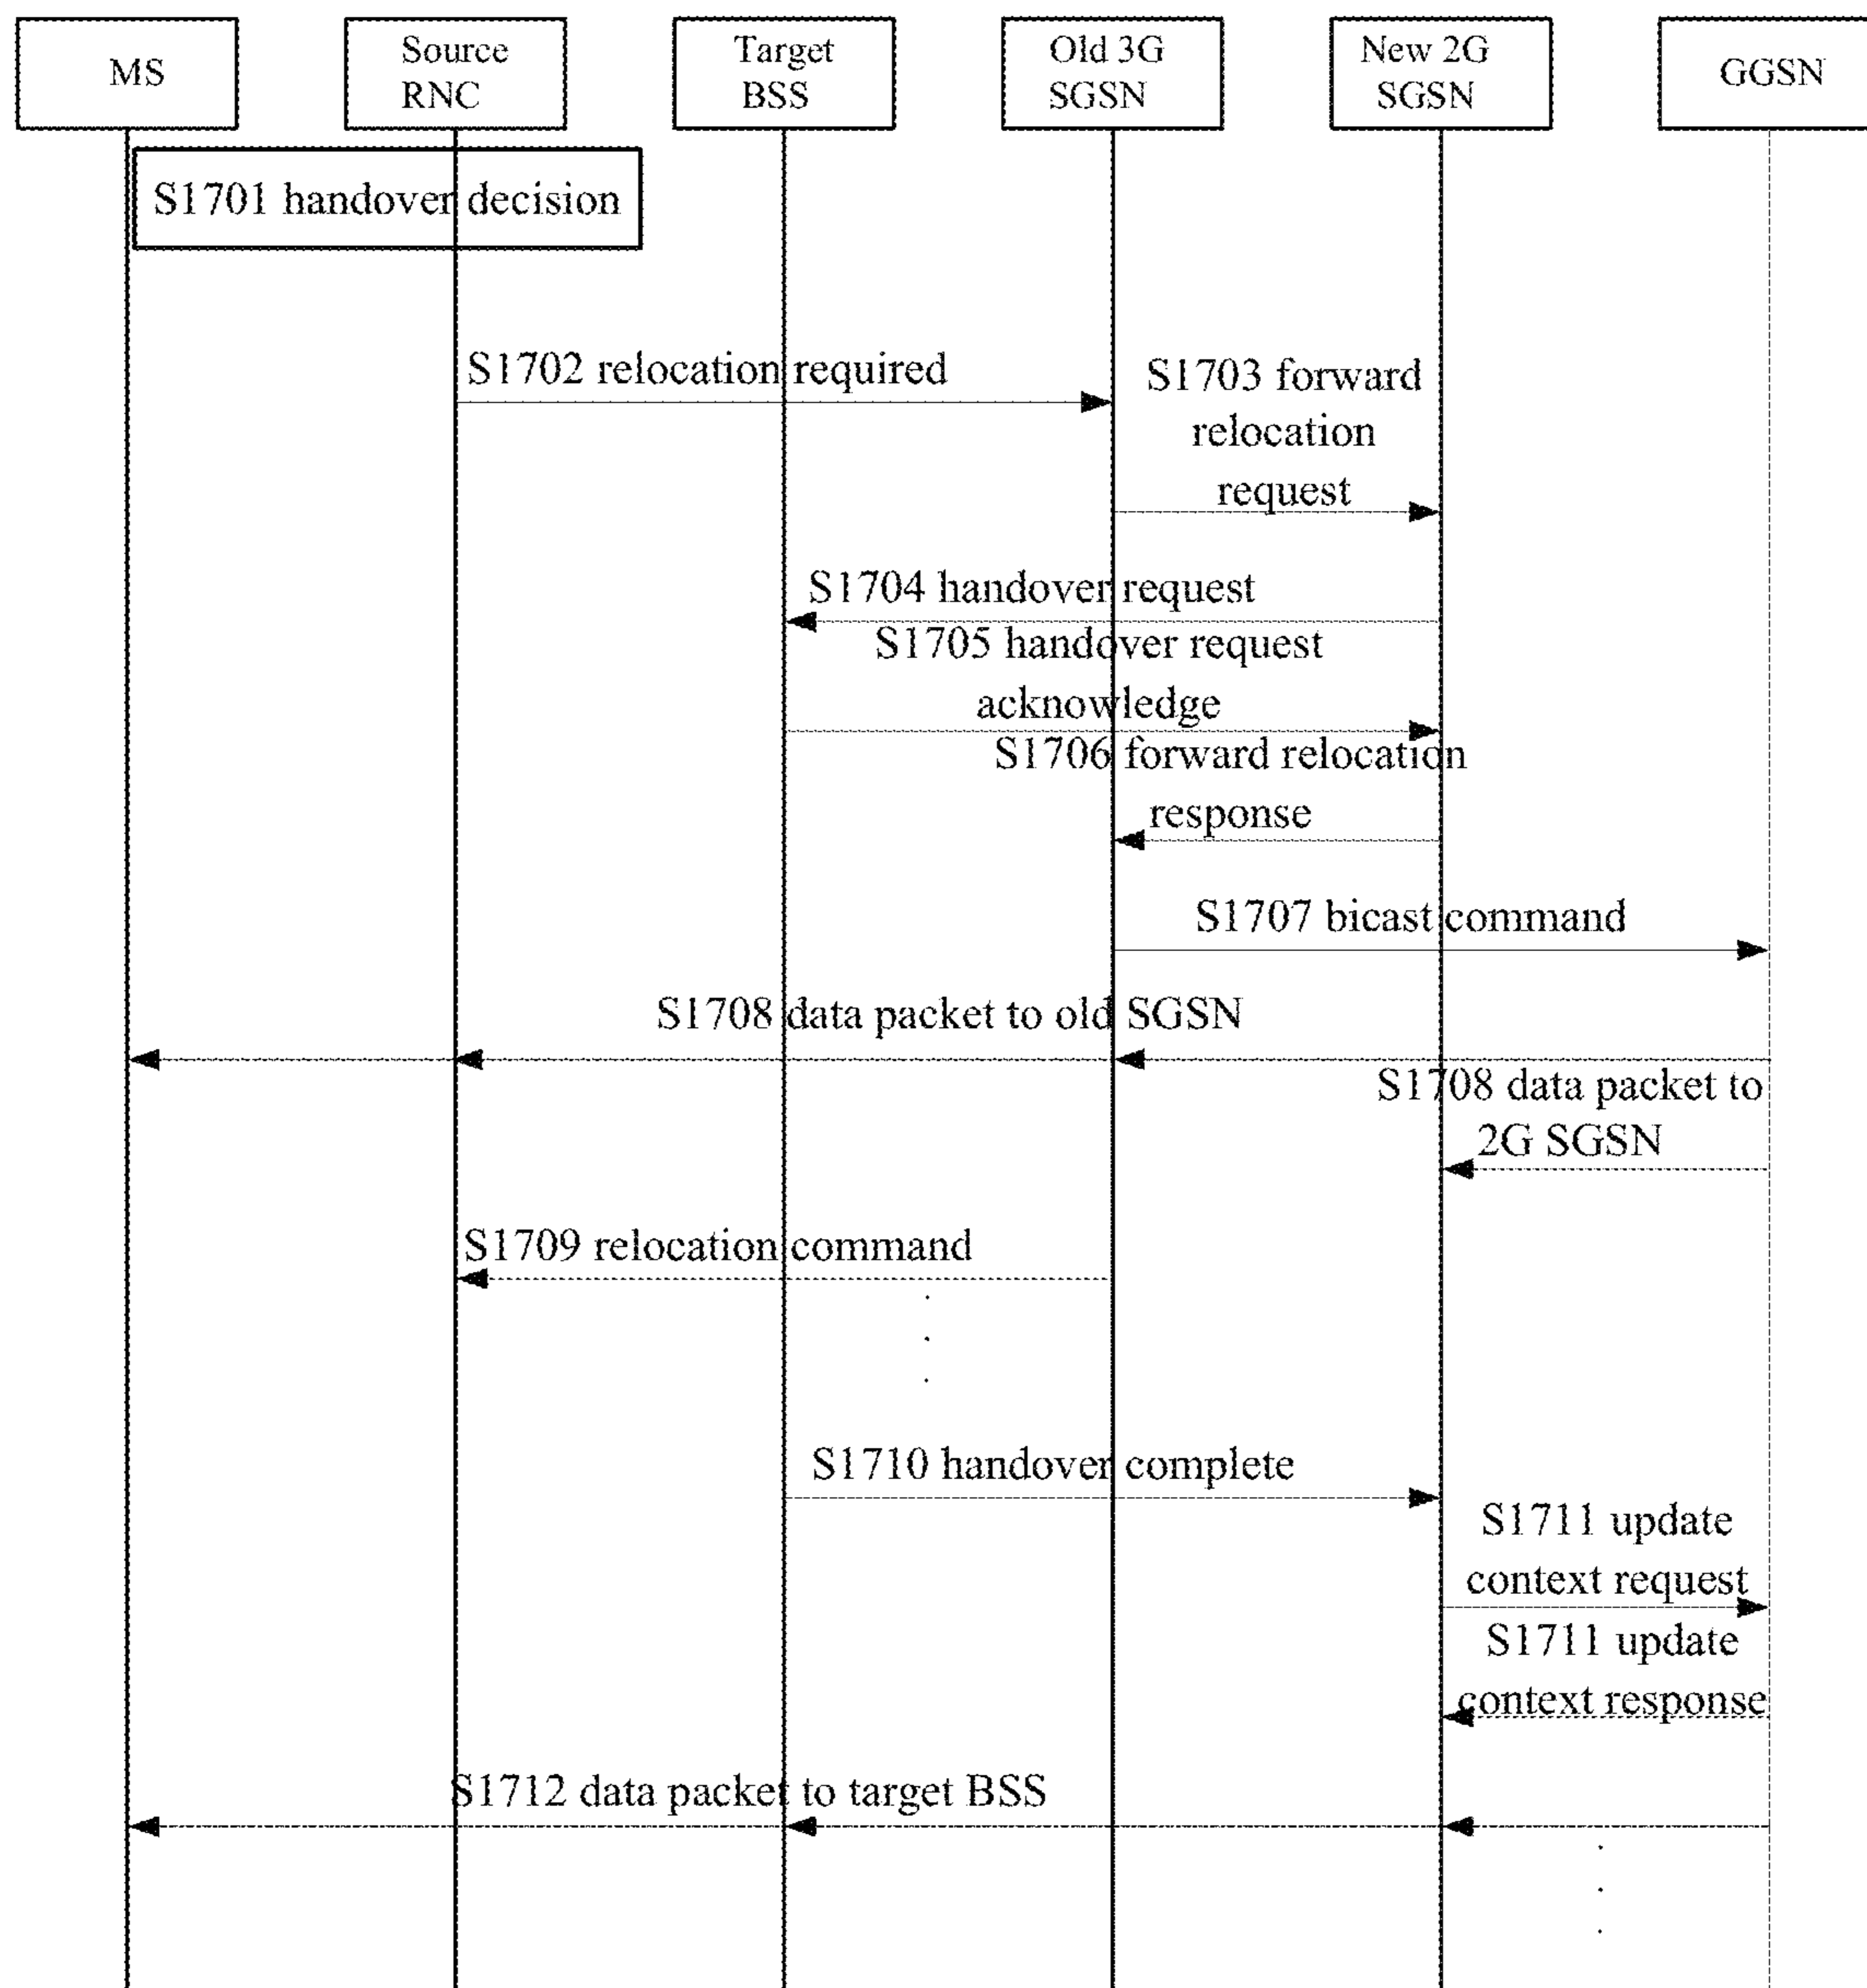 MS
Source
RNC
Target
BSS
Old 3G
SGSN
New 2G
SGSN
GGSN
S1701 handover decision
S1702 relocation required
S1703 forward
relocation
request
S1704 handover request
S1705 handover request
acknowledge
S1706 forward relocation
response
S1707 bicast command
S1708 data packet to old SGSN
S1708 data packet to
2G SGSN
S1709 relocation command
S1710 handover complete
S1711 update
context request
S1711 update
context response
S1712 data packet to target BSS